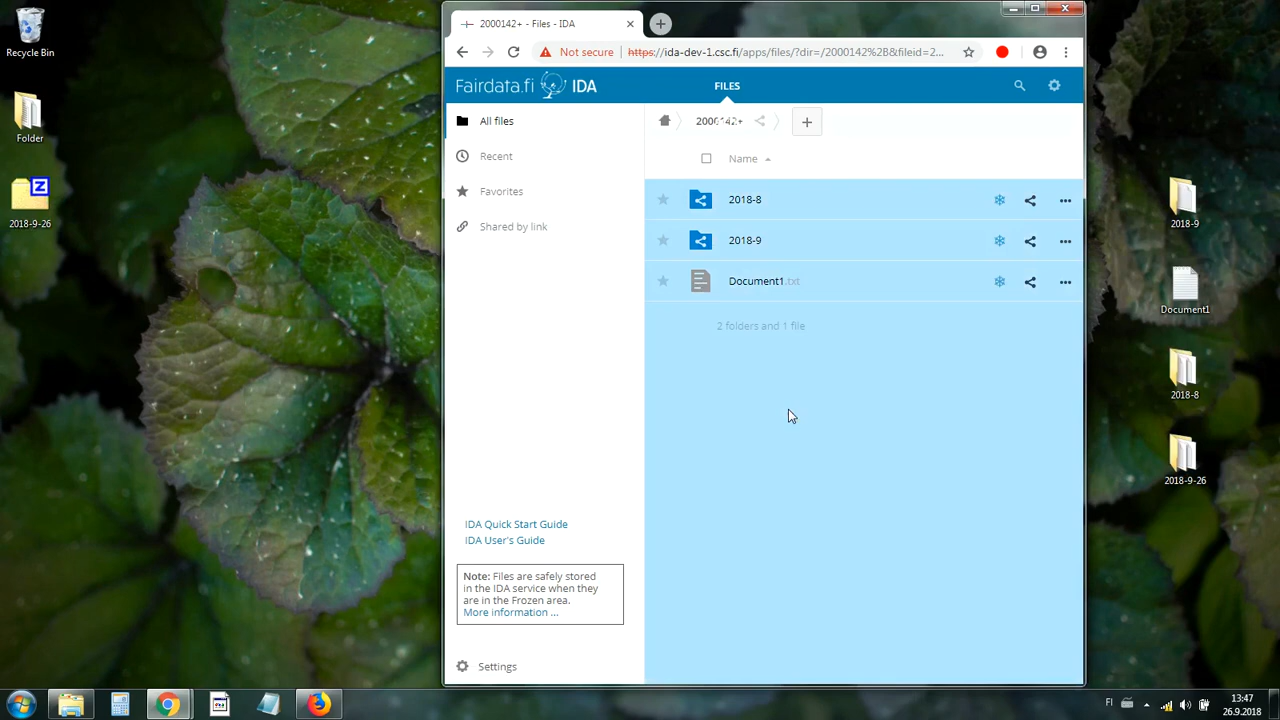 Recycle Bin
Folder
2018-9-26
2000142+ - Files - IDA
Not secure
https://ida-dev-1.csc.fi/apps/files/?dir=/2000142%2B&fileid=2...
Fairdata.fi IDA
FILES
All files
Recent
Favorites
Shared by link
2000142+
Name
2018-8
2018-9
Document1.txt
2 folders and 1 file
IDA Quick Start Guide
IDA User's Guide
Note: Files are safely stored
in the IDA service when they
are in the Frozen area.
More information ...
Settings
2018-9
Document1
2018-8
2018-9-26
FI
13:47
26.9.2018